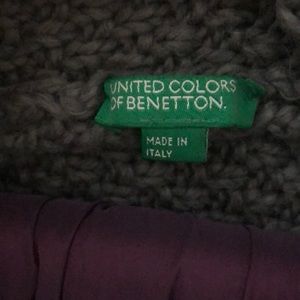 UNITED COLORS
OF BENETTON.
MADE IN
ITALY